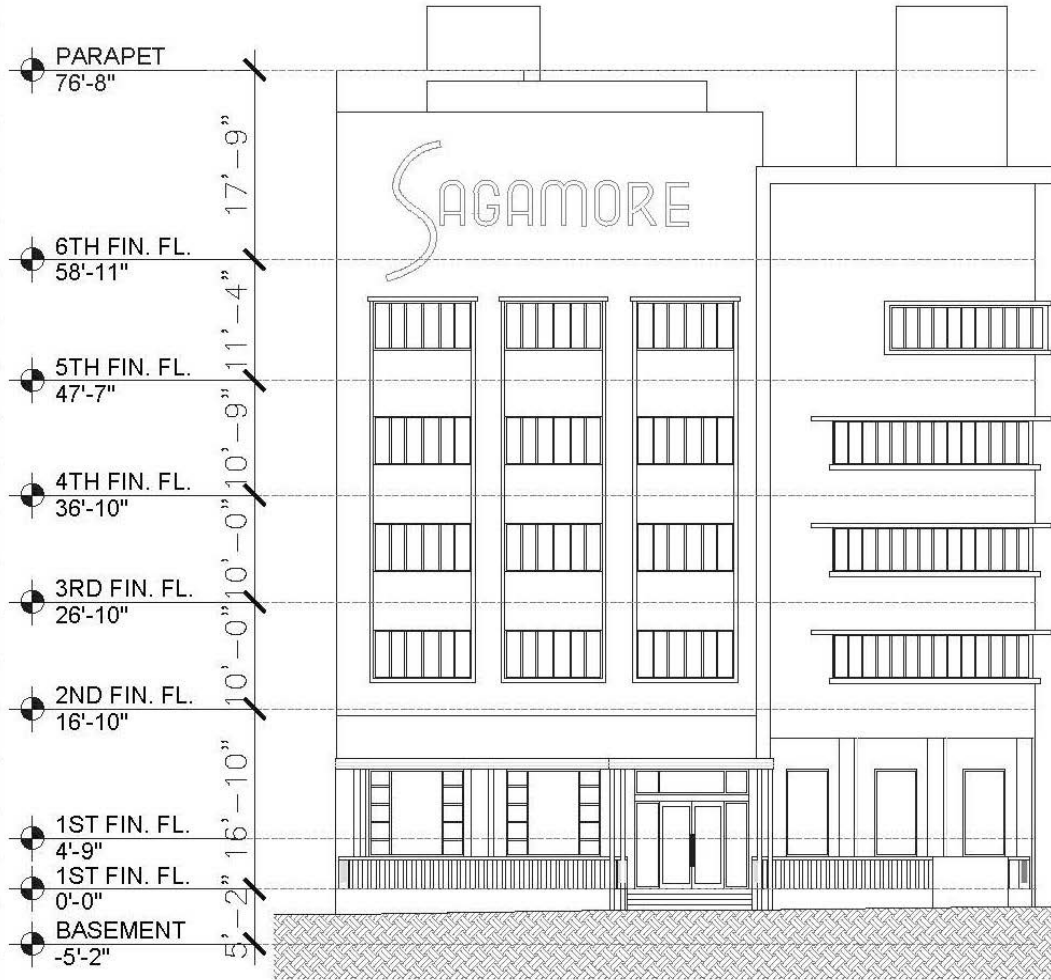 PARAPET
76'-8"
17'-9"
SAGAMORE
6TH FIN. FL.
58'-11"
11'-4"
5TH FIN. FL.
47'-7"
10'-9"
4TH FIN. FL.
36'-10"
10'-0"
3RD FIN. FL.
26'-10"
10'-0"
2ND FIN. FL.
16'-10"
16'-10"
1ST FIN. FL.
4'-9"
1ST FIN. FL.
0'-0"
5'-2"
BASEMENT
-5'-2"